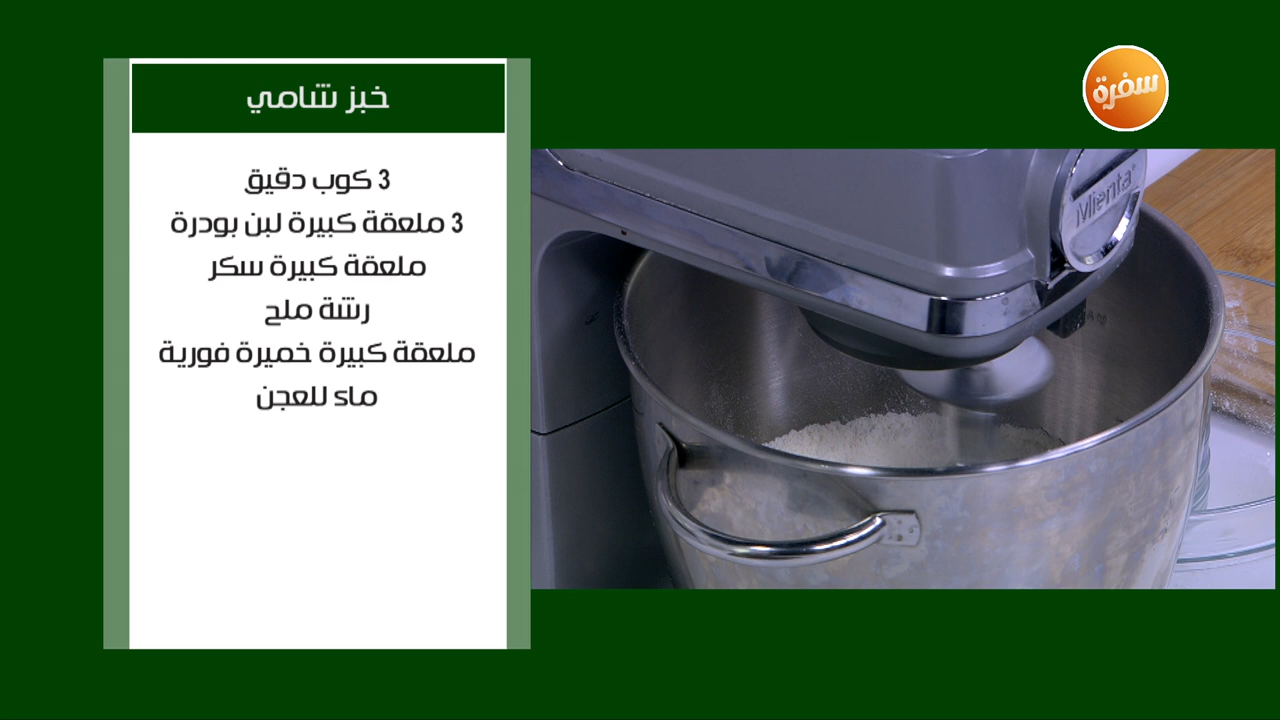 سفرة
خبز شامي
3 كوب دقيق
3 ملعقة كبيرة لبن بودرة
ملعقة كبيرة سكر
رشة ملح
ملعقة كبيرة خميرة فورية
ماء للعجن
Mienta